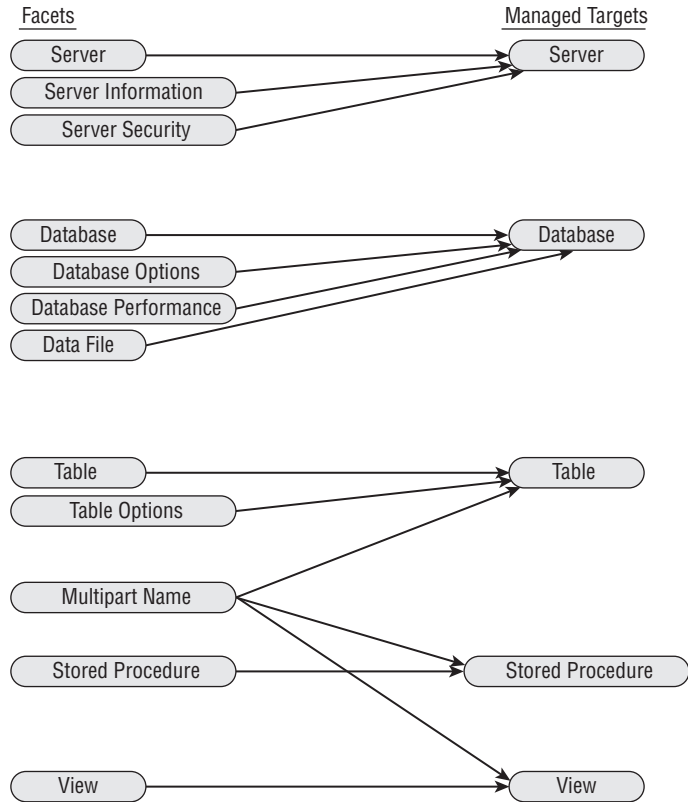 Facets Managed Targets
Server Server
Server Information
Server Security
Database Database
Database Options
Database Performance
Data File
Table Table
Table Options
Multipart Name
Stored Procedure Stored Procedure
View View